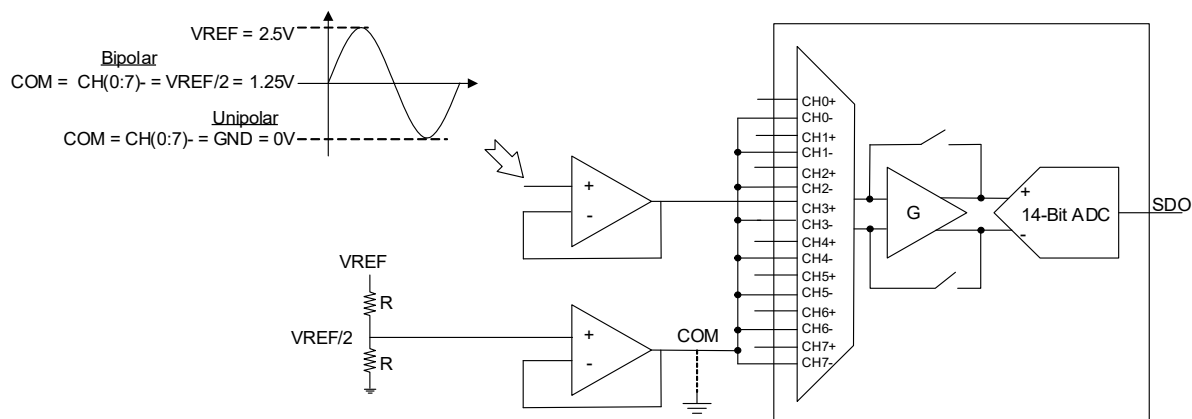 VREF = 2.5V
Bipolar
COM = CH(0:7)- = VREF/2 = 1.25V
Unipolar
COM = CH(0:7)- = GND = 0V
CH0+
CH0-
CH1+
CH1-
CH2+
CH2-
CH3+
CH3-
CH4+
CH4-
CH5+
CH5-
CH6+
CH6-
CH7+
CH7-
+
-
G
+
-
14-Bit ADC
SDO
VREF
R
VREF/2
R
+
-
COM